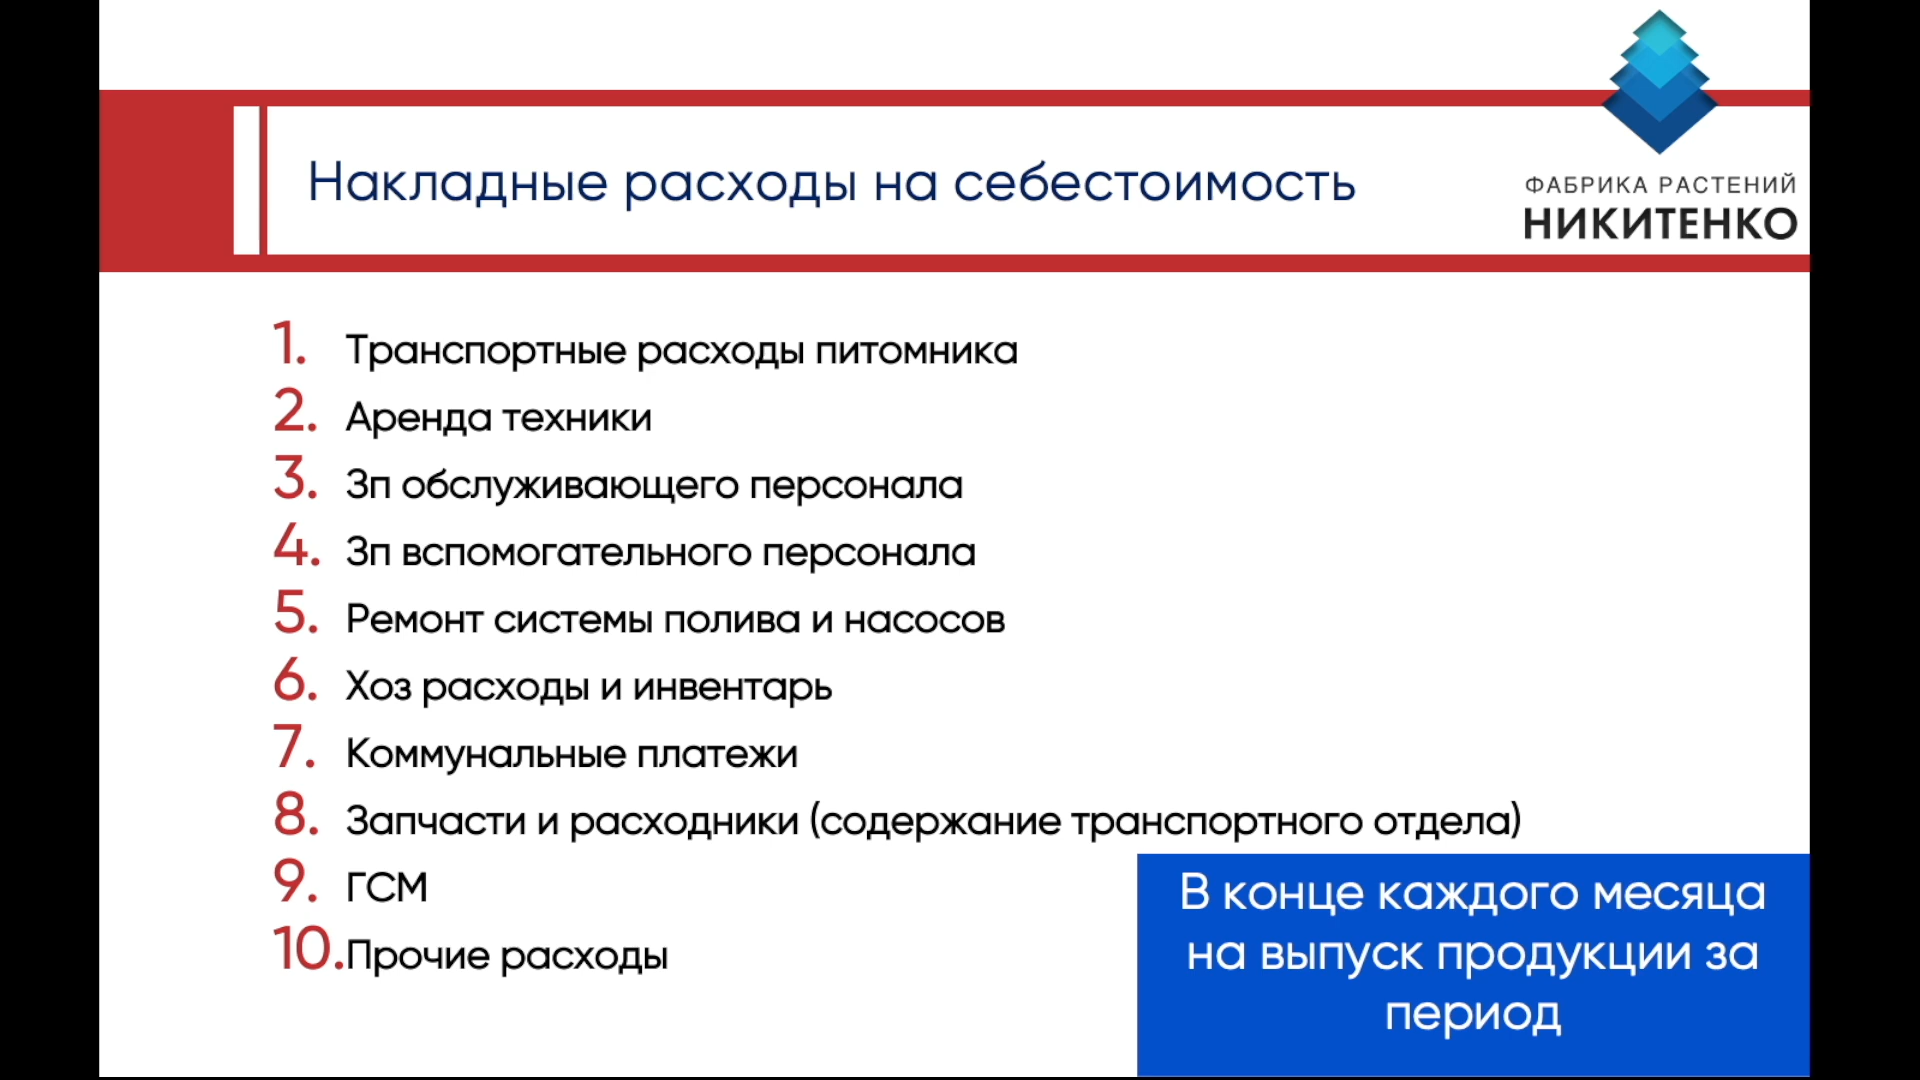 ФАБРИКА РАСТЕНИЙ
НИКИТЕНКО
Накладные расходы на себестоимость
1. Транспортные расходы питомника
2. Аренда техники
3. Зп обслуживающего персонала
4. Зп вспомогательного персонала
5. Ремонт системы полива и насосов
6. Хоз расходы и инвентарь
7. Коммунальные платежи
8. Запчасти и расходники (содержание транспортного отдела)
9. ГСМ
10. Прочие расходы
В конце каждого месяца
на выпуск продукции за
период